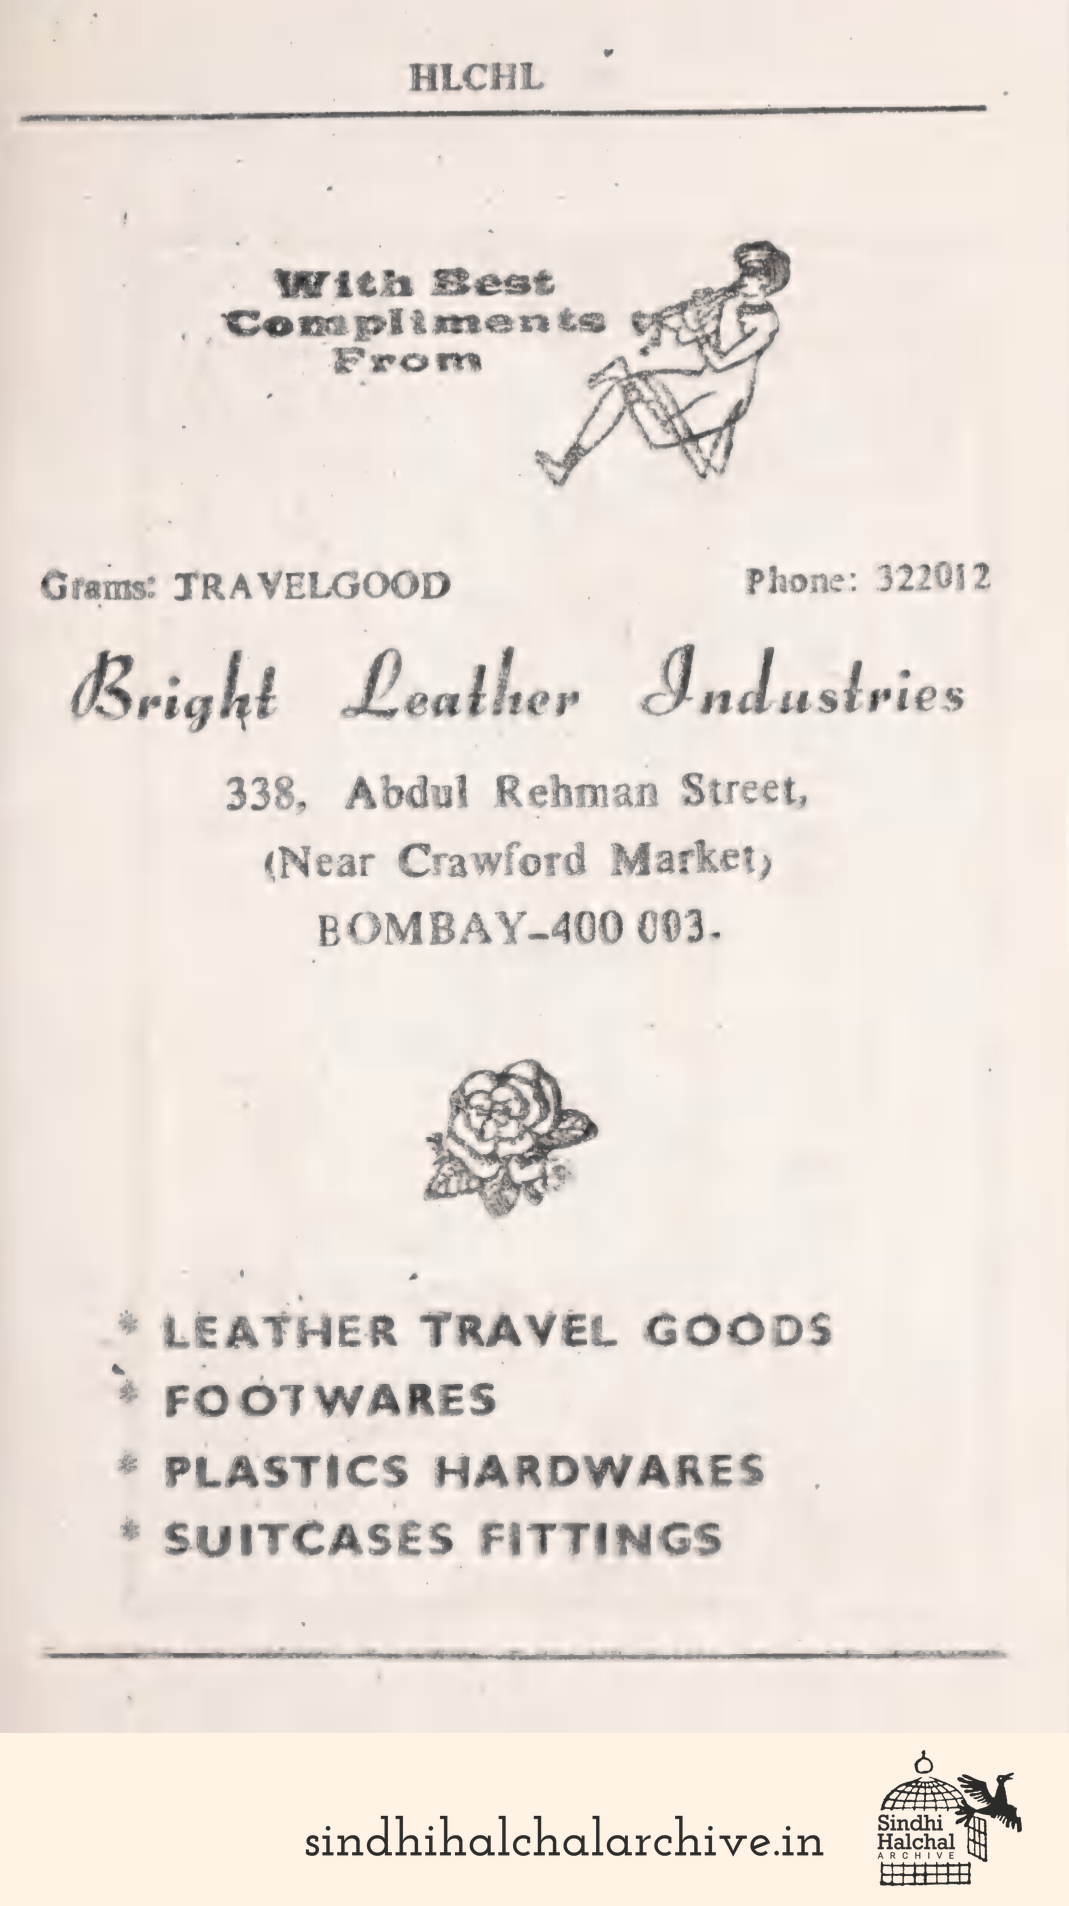 HLCHL
With Best
Compliments
From
Grams: TRAVELGOOD Phone: 322012
Bright Leather Industries
338, Abdul Rehman Street,
(Near Crawford Market)
BOMBAY-400 003.
* LEATHER TRAVEL GOODS
* FOOTWARES
* PLASTICS HARDWARES
* SUITCASES FITTINGS
sindhihalchalarchive.in
Sindhi
Halchal
ARCHIVE